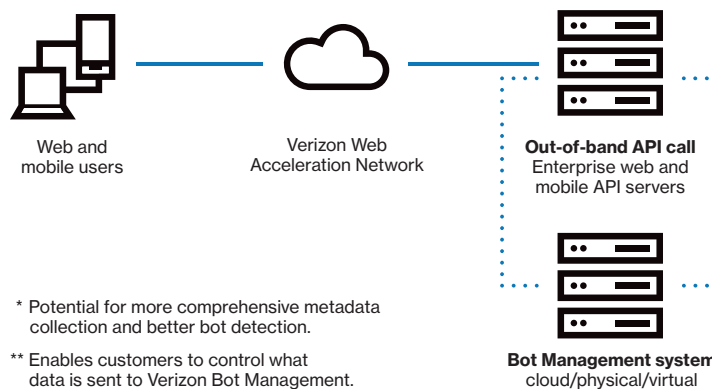 Web and
mobile users
Verizon Web
Acceleration Network
Out-of-band API call
Enterprise web and
mobile API servers
* Potential for more comprehensive metadata
collection and better bot detection.
** Enables customers to control what
data is sent to Verizon Bot Management.
Bot Management system
cloud/physical/virtual